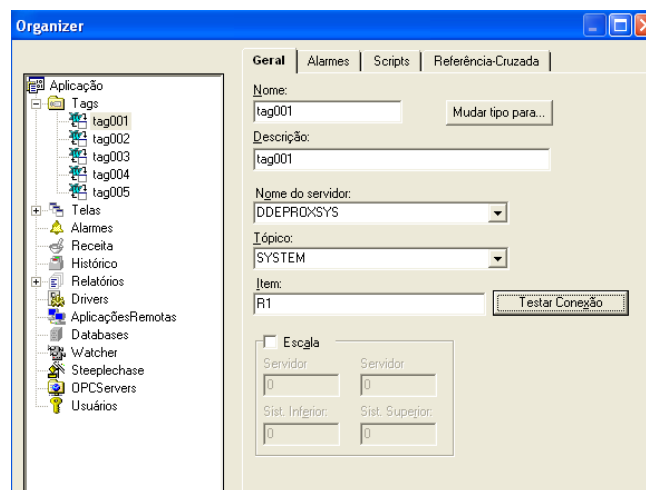 Organizer
Aplicação
Tags
tag001
tag002
tag003
tag004
tag005
Telas
Alarmes
Receita
Histórico
Relatórios
Drivers
AplicaçõesRemotas
Databases
Watcher
Steeplechase
OPCServers
Usuários
Geral Alarmes Scripts Referência-Cruzada
Nome:
tag001 Mudar tipo para...
Descrição:
tag001
Nome do servidor:
DDEPROXSYS
Tópico:
SYSTEM
Item:
R1 Testar Conexão
Escala
Servidor Servidor
0 0
Sist. Inferior: Sist. Superior:
0 0